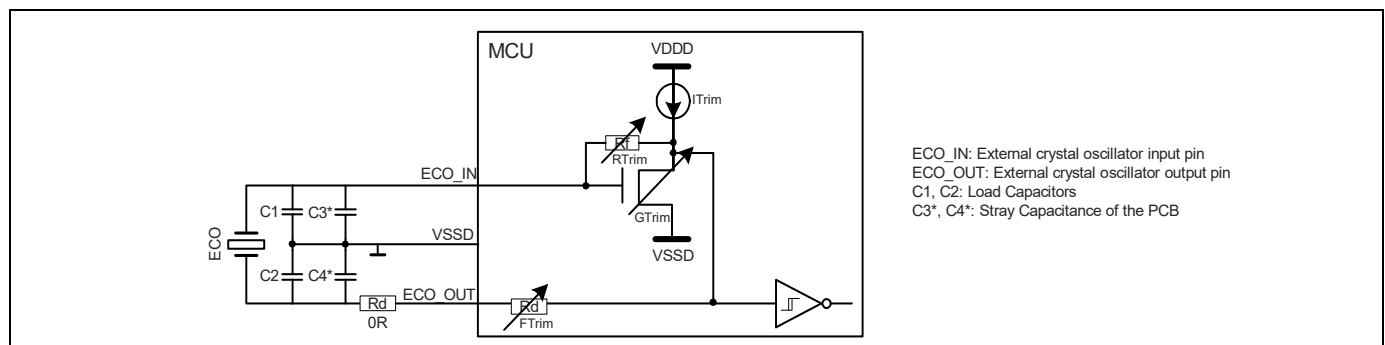 MCU
VDDD
ITrim
Rf
RTrim
ECO_IN
GTrim
C1
C3*
VSSD
VSSD
ECO
C2
C4*
Rd
0R
ECO_OUT
Rd
FTrim
ECO_IN: External crystal oscillator input pin
ECO_OUT: External crystal oscillator output pin
C1, C2: Load Capacitors
C3*, C4*: Stray Capacitance of the PCB